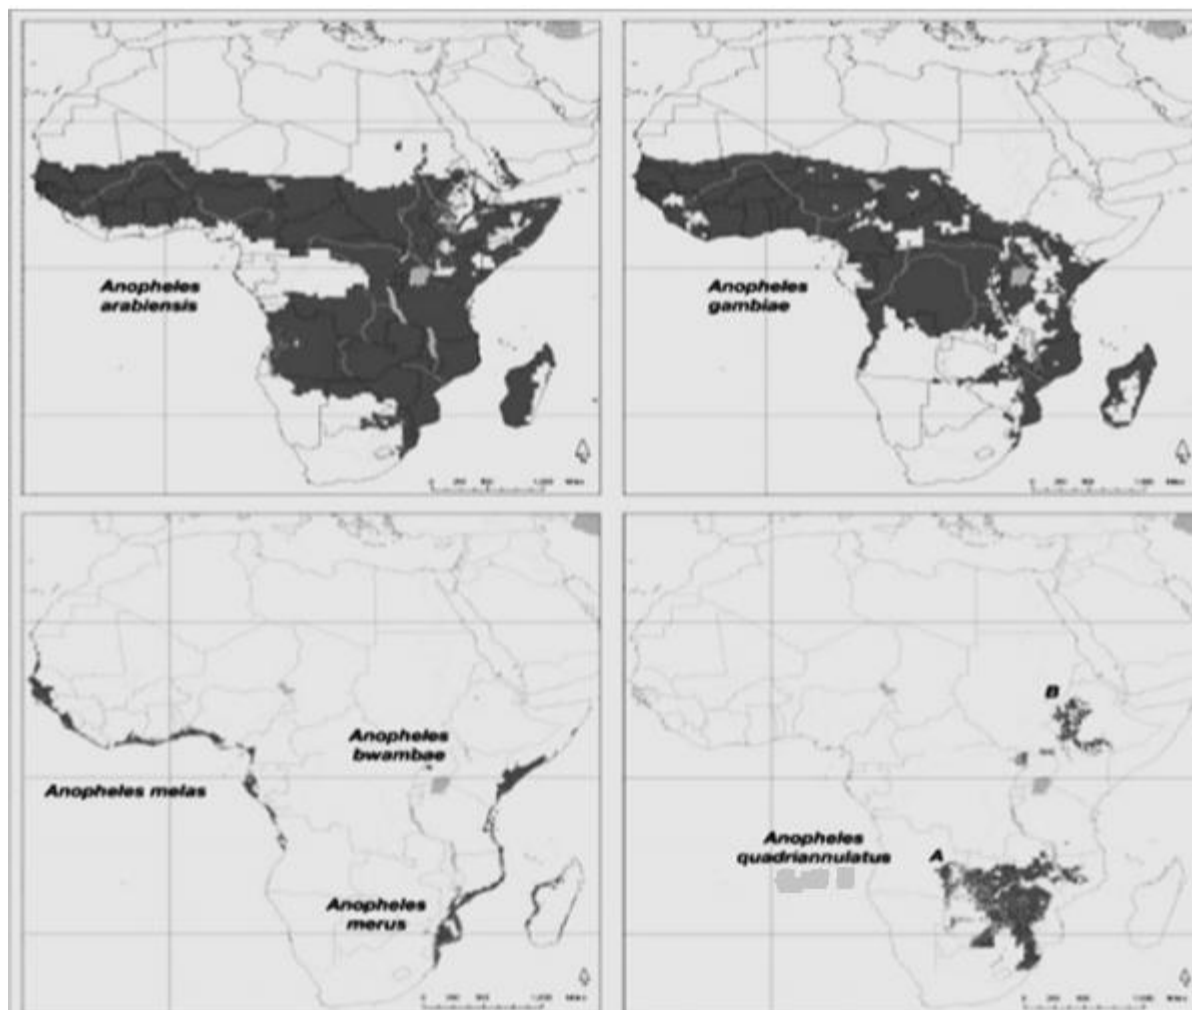 Anopheles
arabiensis
Anopheles
gambiae
Anopheles
bwambae
Anopheles melas
Anopheles
merus
B
Anopheles
quadriannulatus
A